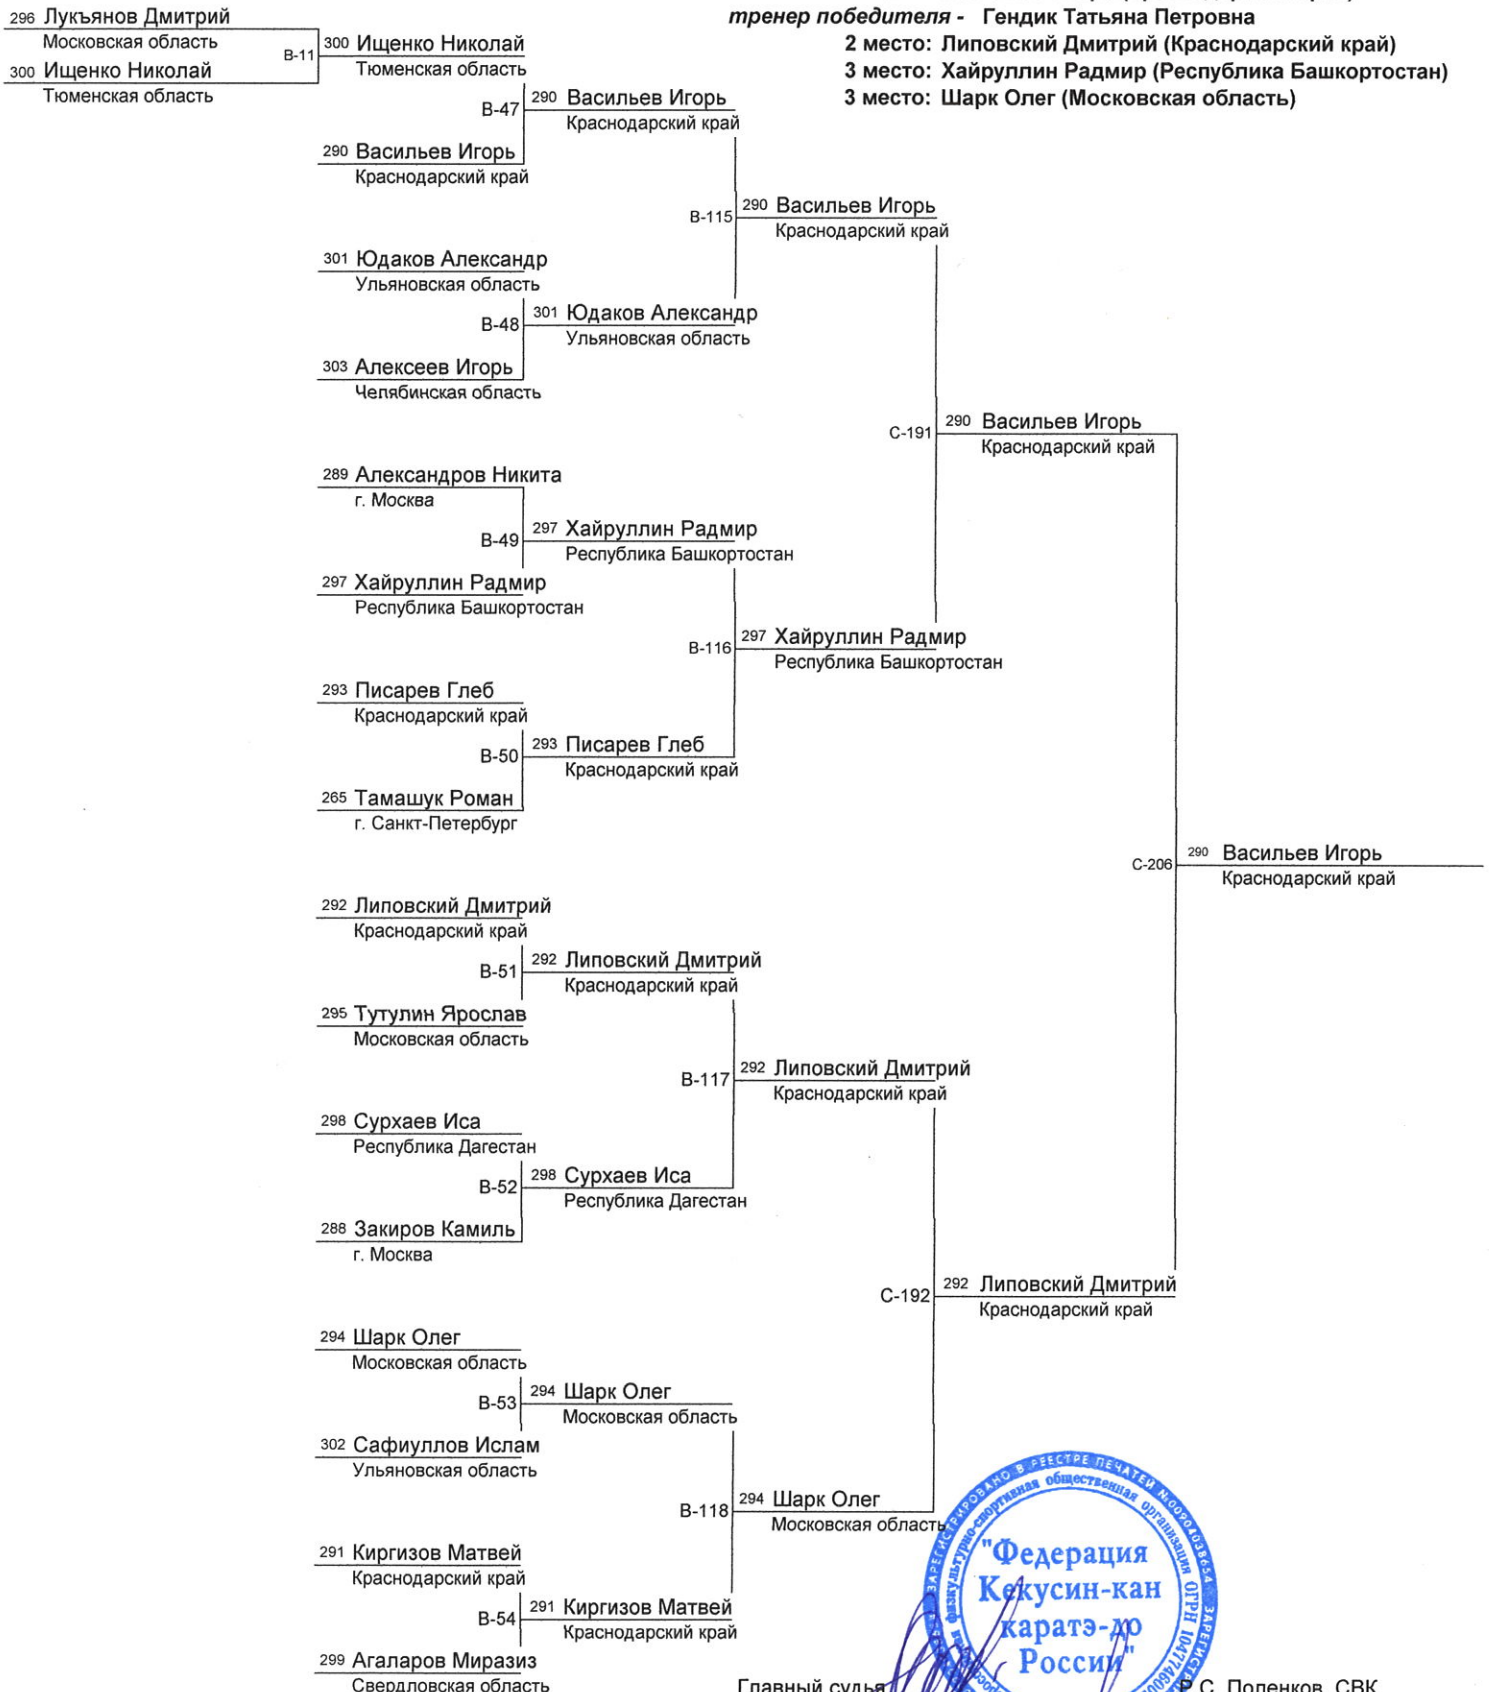 296 Лукъянов Дмитрий
Московская область
300 Ищенко Николай
Тюменская область
В-11
тренер победителя - Гендик Татьяна Петровна
2 место: Липовский Дмитрий (Краснодарский край)
3 место: Хайруллин Радмир (Республика Башкортостан)
3 место: Шарк Олег (Московская область)
300 Ищенко Николай
Тюменская область
В-47
290 Васильев Игорь
Краснодарский край
290 Васильев Игорь
Краснодарский край
В-115
290 Васильев Игорь
Краснодарский край
301 Юдаков Александр
Ульяновская область
В-48
301 Юдаков Александр
Ульяновская область
303 Алексеев Игорь
Челябинская область
С-191
290 Васильев Игорь
Краснодарский край
289 Александров Никита
г. Москва
В-49
297 Хайруллин Радмир
Республика Башкортостан
297 Хайруллин Радмир
Республика Башкортостан
В-116
297 Хайруллин Радмир
Республика Башкортостан
293 Писарев Глеб
Краснодарский край
В-50
293 Писарев Глеб
Краснодарский край
265 Тамашук Роман
г. Санкт-Петербург
С-206
290 Васильев Игорь
Краснодарский край
292 Липовский Дмитрий
Краснодарский край
В-51
292 Липовский Дмитрий
Краснодарский край
295 Тутулин Ярослав
Московская область
В-117
292 Липовский Дмитрий
Краснодарский край
298 Сурхаев Иса
Республика Дагестан
В-52
298 Сурхаев Иса
Республика Дагестан
288 Закиров Камиль
г. Москва
С-192
292 Липовский Дмитрий
Краснодарский край
294 Шарк Олег
Московская область
В-53
294 Шарк Олег
Московская область
302 Сафиуллов Ислам
Ульяновская область
В-118
294 Шарк Олег
Московская область
291 Киргизов Матвей
Краснодарский край
В-54
291 Киргизов Матвей
Краснодарский край
299 Агаларов Миразиз
Свердловская область
ЗАРЕГИСТРИРОВАНО В РЕЕСТРЕ ПЕЧАТЕЙ
физкультурно-спортивная общественная организация ОГРН
"Федерация
Кекусин-кан
каратэ-до
России"
Главный судья
Р.С. Поленков, СВК